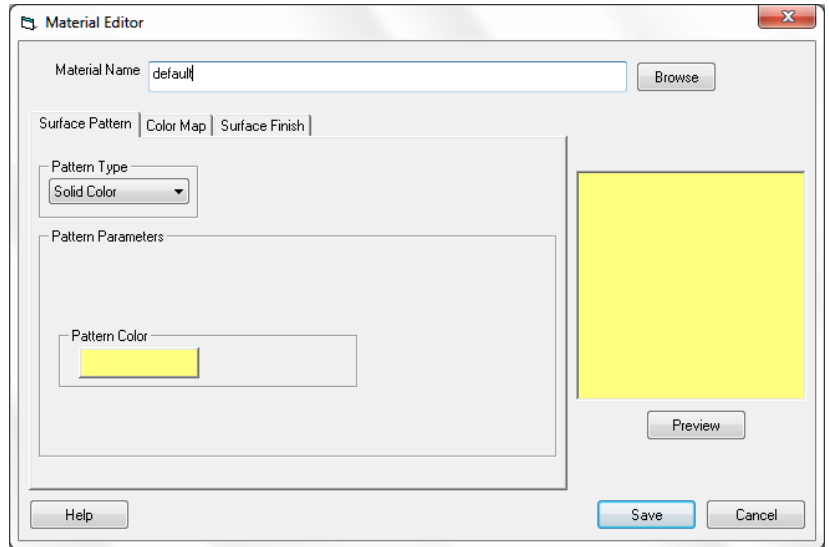 Material Editor
Material Name default Browse
Surface Pattern Color Map Surface Finish
Pattern Type
Solid Color
Pattern Parameters
Pattern Color
Preview
Help Save Cancel